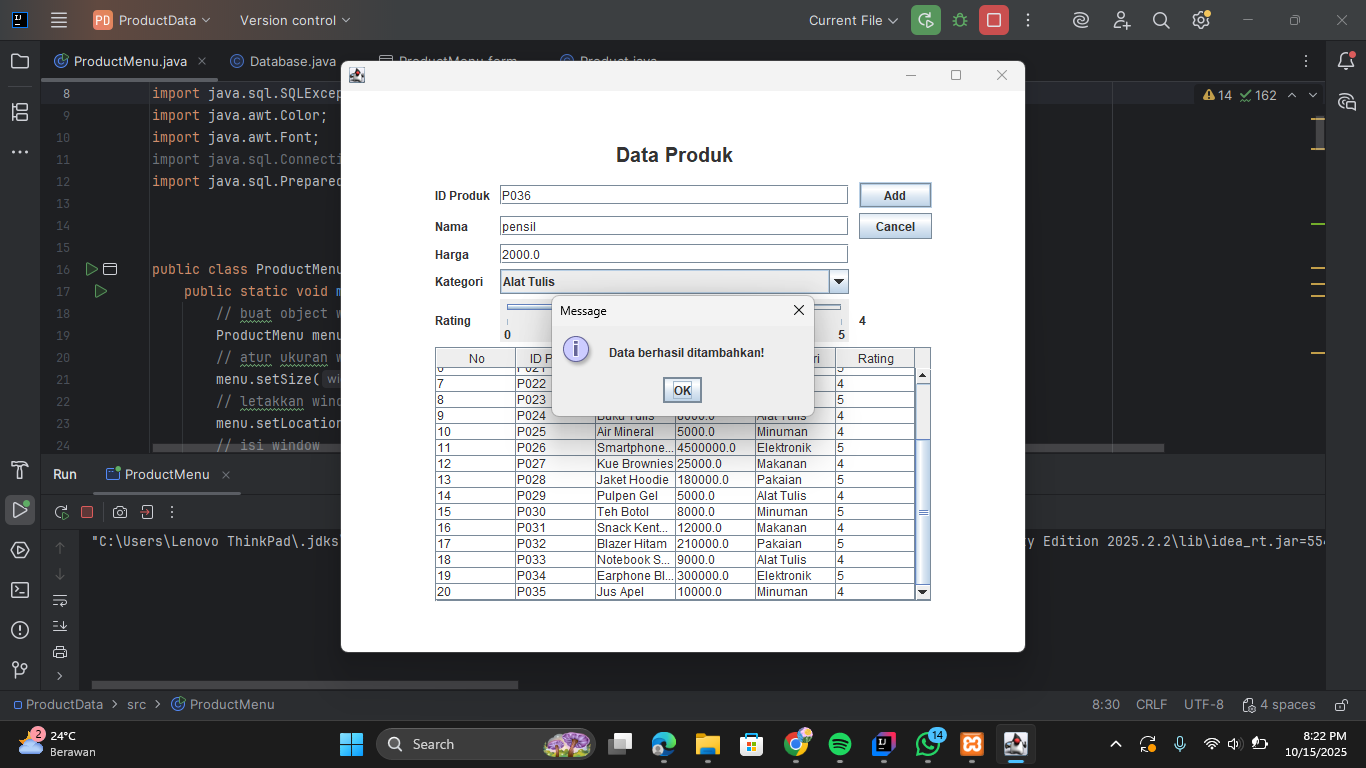 PD ProductData Version control Current File
ProductMenu.java Database.java ProductMenu.form Product.java
8 import java.sql.SQLExcep
9 import java.awt.Color;
10 import java.awt.Font;
11 import java.sql.Connecti
12 import java.sql.Prepared
13
14
15
16 public class ProductMenu
17 public static void m
18 // buat object w
19 ProductMenu menu
20 // atur ukuran w
21 menu.setSize( wi
22 // letakkan wind
23 menu.setLocation
24 // isi window
14 162
Data Produk
ID Produk P036 Add
Nama pensil Cancel
Harga 2000.0
Kategori Alat Tulis
Rating 0 5 4
Message
Data berhasil ditambahkan!
OK
No ID P ri Rating
P021 5
7 P022 4
8 P023 5
9 P024 Buku Tulis 6000.0 Alat Tulis 4
10 P025 Air Mineral 5000.0 Minuman 4
11 P026 Smartphone... 4500000.0 Elektronik 5
12 P027 Kue Brownies 25000.0 Makanan 4
13 P028 Jaket Hoodie 180000.0 Pakaian 5
14 P029 Pulpen Gel 5000.0 Alat Tulis 4
15 P030 Teh Botol 8000.0 Minuman 5
16 P031 Snack Kent... 12000.0 Makanan 4
17 P032 Blazer Hitam 210000.0 Pakaian 5
18 P033 Notebook S... 9000.0 Alat Tulis 4
19 P034 Earphone Bl... 300000.0 Elektronik 5
20 P035 Jus Apel 10000.0 Minuman 4
Run ProductMenu
"C:\Users\Lenovo ThinkPad\.jdks y Edition 2025.2.2\lib\idea_rt.jar=554
ProductData > src > ProductMenu 8:30 CRLF UTF-8 4 spaces
2 24°C
Berawan
Search
14
8:22 PM
10/15/2025